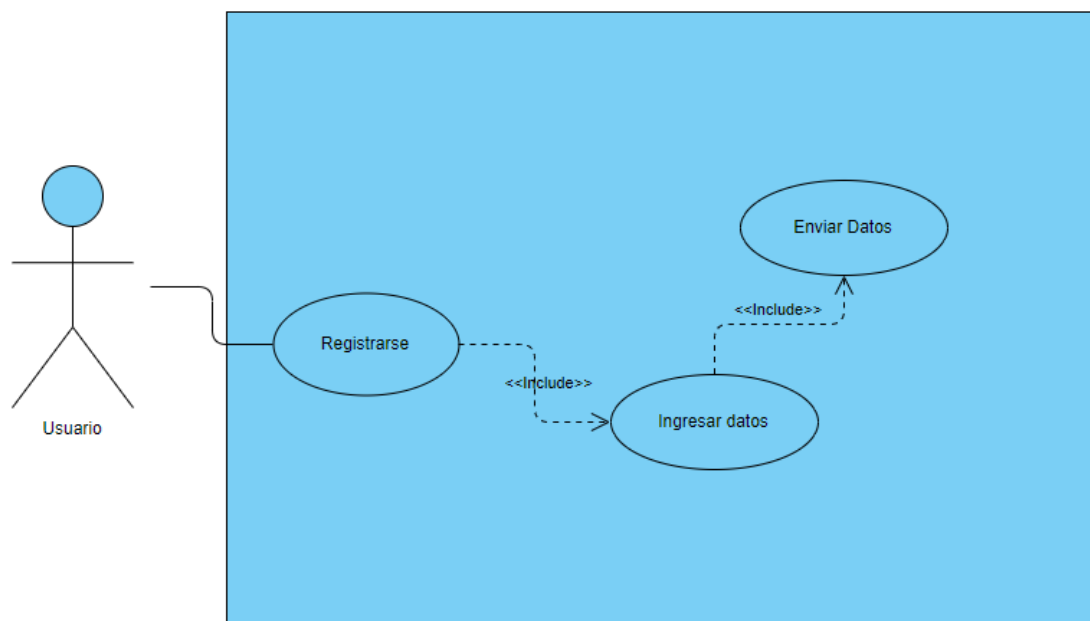 Enviar Datos
<<Include>>
Registrarse
<<Include>>
Ingresar datos
Usuario